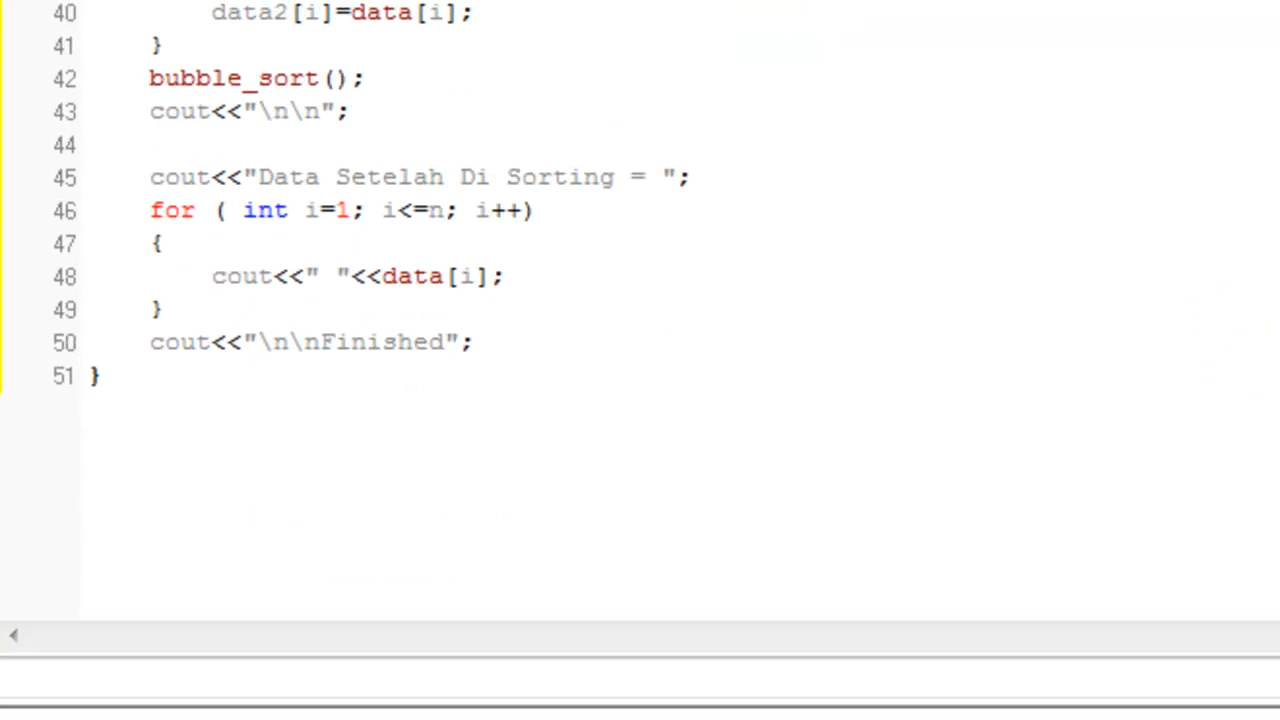 40 data2[i]=data[i];
41 }
42 bubble_sort();
43 cout<<"\n\n";
44
45 cout<<"Data Setelah Di Sorting = ";
46 for ( int i=1; i<=n; i++)
47 {
48 cout<<" "<<data[i];
49 }
50 cout<<"\n\nFinished";
51 }